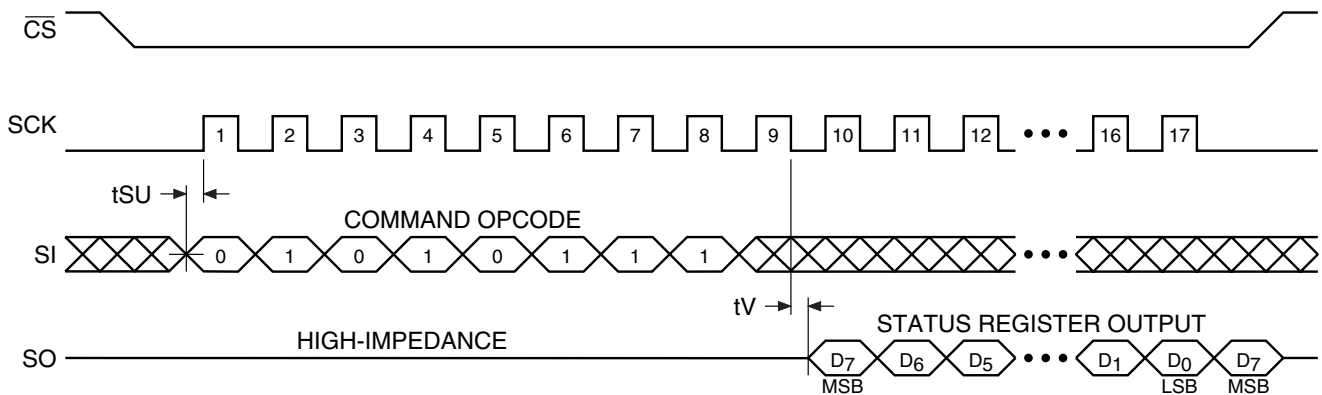 CS
SCK 1 2 3 4 5 6 7 8 9 10 11 12 ••• 16 17
tSU
COMMAND OPCODE
SI 0 1 0 1 0 1 1 1 •••
tV
HIGH-IMPEDANCE STATUS REGISTER OUTPUT
SO D7 D6 D5 ••• D1 D0 D7
MSB LSB MSB